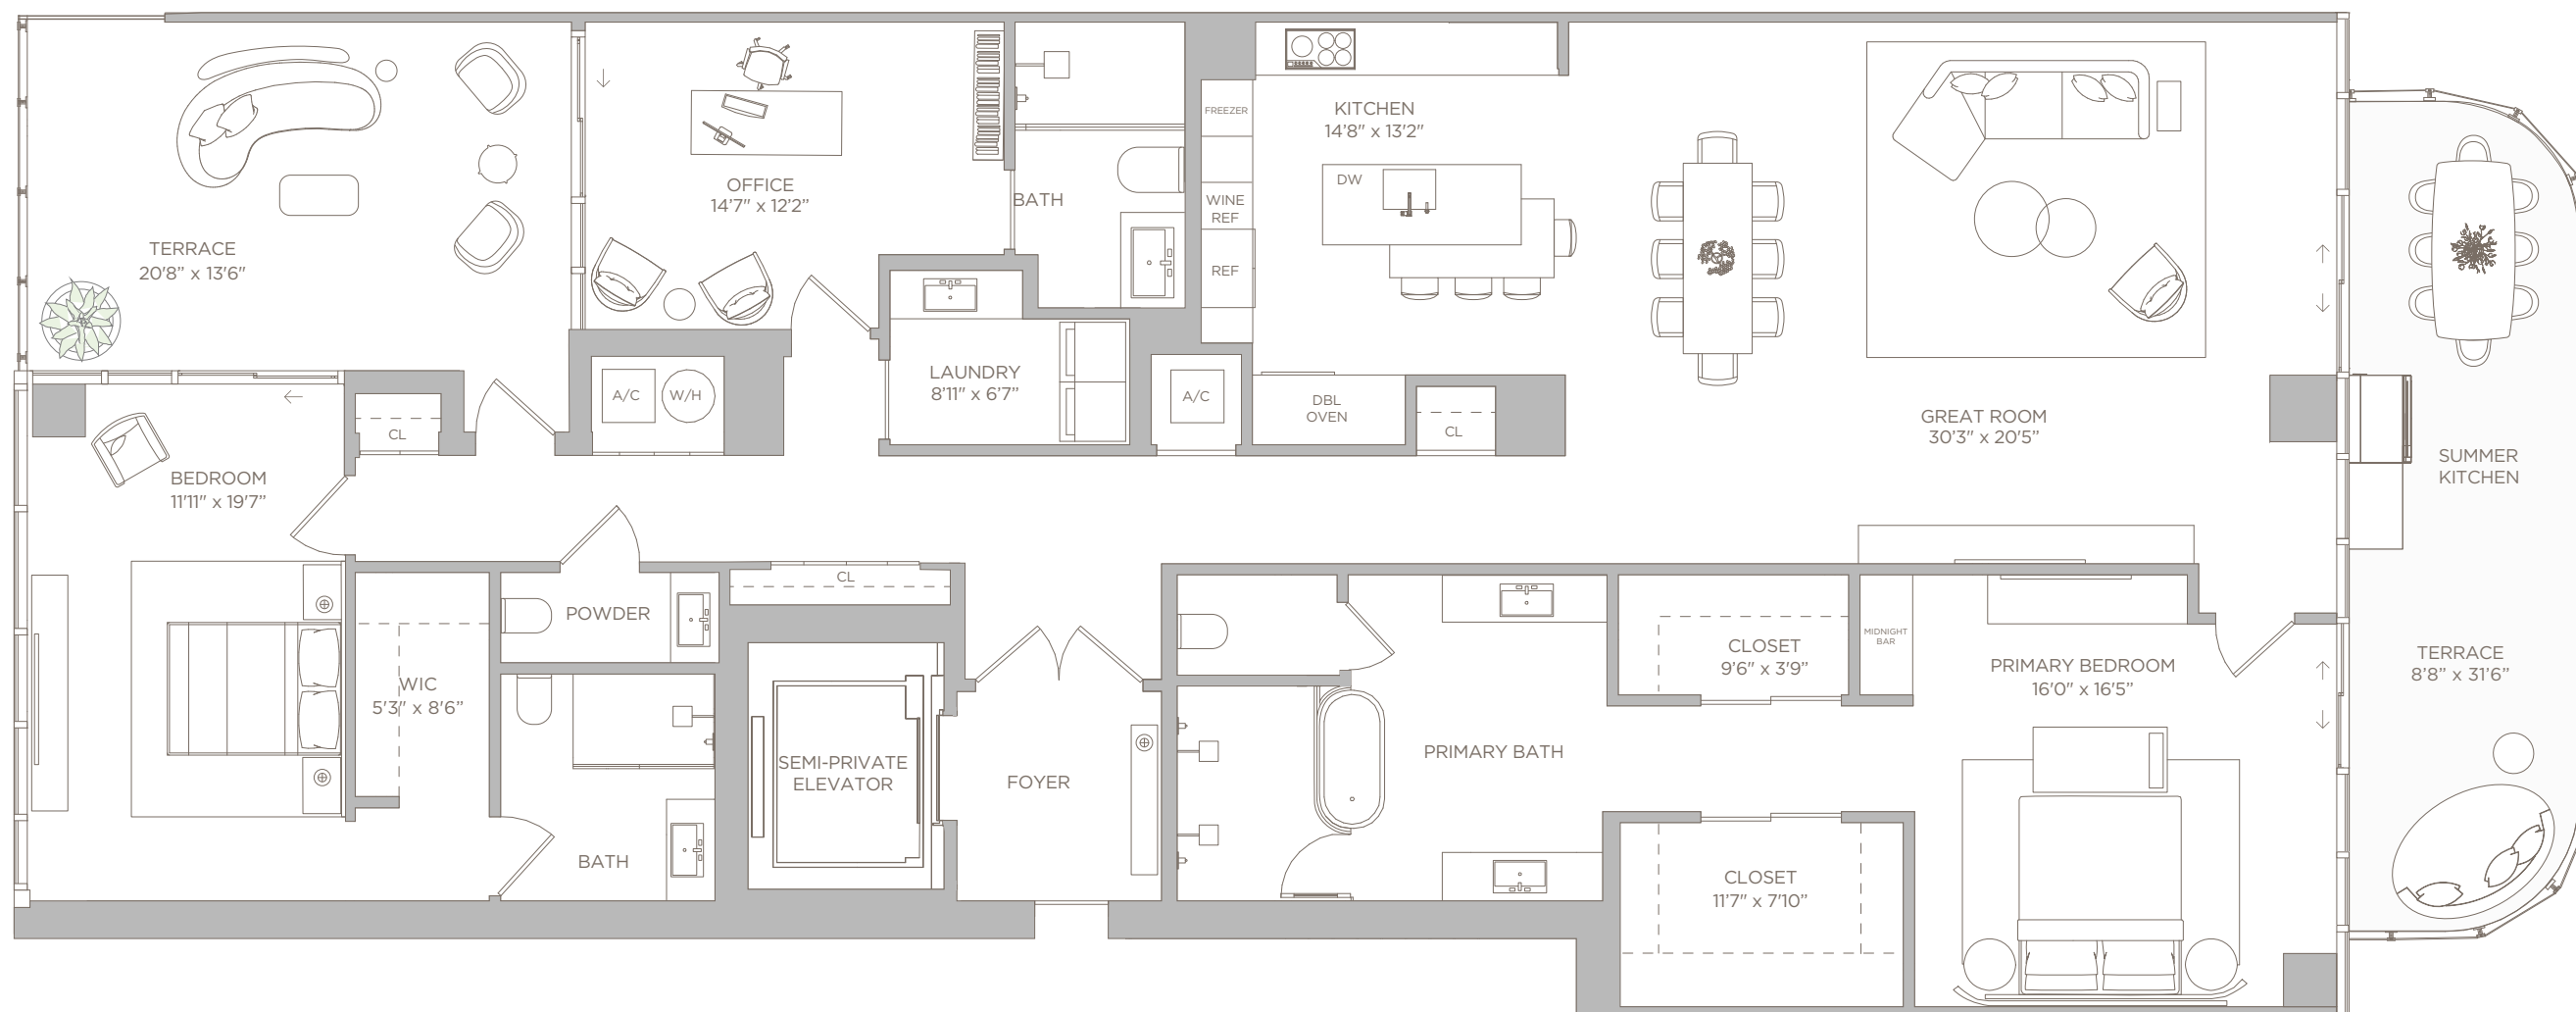 TERRACE
20'8" x 13'6"
OFFICE
14'7" x 12'2"
BATH
FREEZER
WINE
REF
REF
KITCHEN
14'8" x 13'2"
DW
A/C
W/H
LAUNDRY
8'11" x 6'7"
A/C
DBL
OVEN
CL
GREAT ROOM
30'3" x 20'5"
SUMMER
KITCHEN
CL
BEDROOM
11'11" x 19'7"
WIC
5'3" x 8'6"
POWDER
CL
BATH
SEMI-PRIVATE
ELEVATOR
FOYER
PRIMARY BATH
CLOSET
9'6" x 3'9"
MIDNIGHT
BAR
PRIMARY BEDROOM
16'0" x 16'5"
TERRACE
8'8" x 31'6"
CLOSET
11'7" x 7'10"